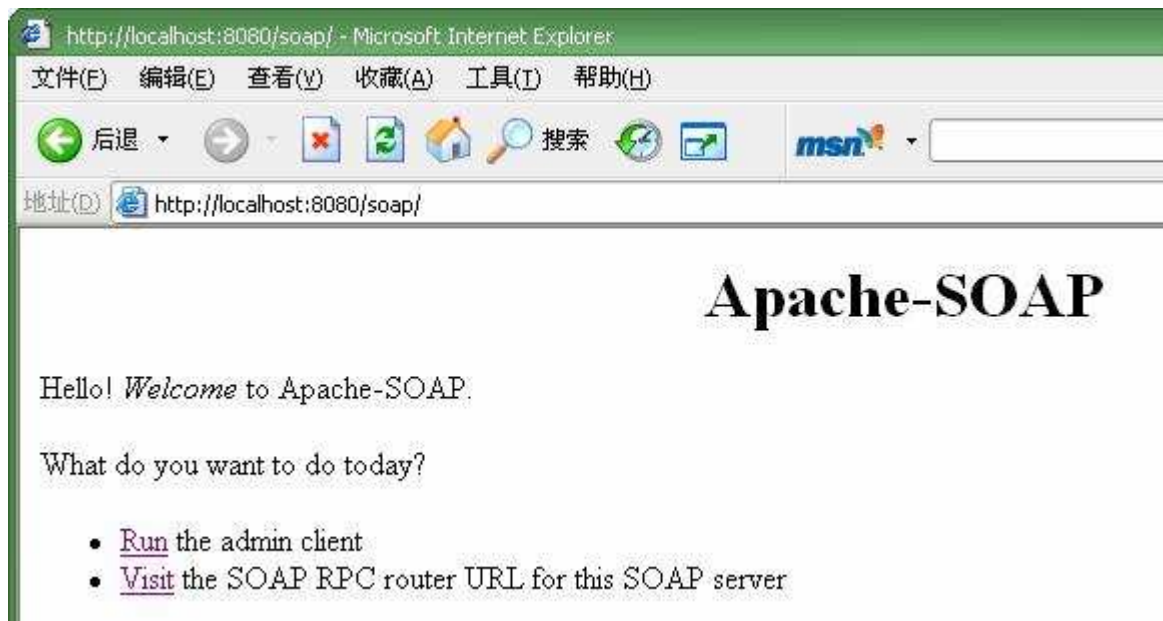 http://localhost:8080/soap/ - Microsoft Internet Explorer
文件(F) 编辑(E) 查看(V) 收藏(A) 工具(T) 帮助(H)
后退 搜索 msn
地址(D) http://localhost:8080/soap/
Apache-SOAP
Hello! Welcome to Apache-SOAP.
What do you want to do today?
• Run the admin client
• Visit the SOAP RPC router URL for this SOAP server